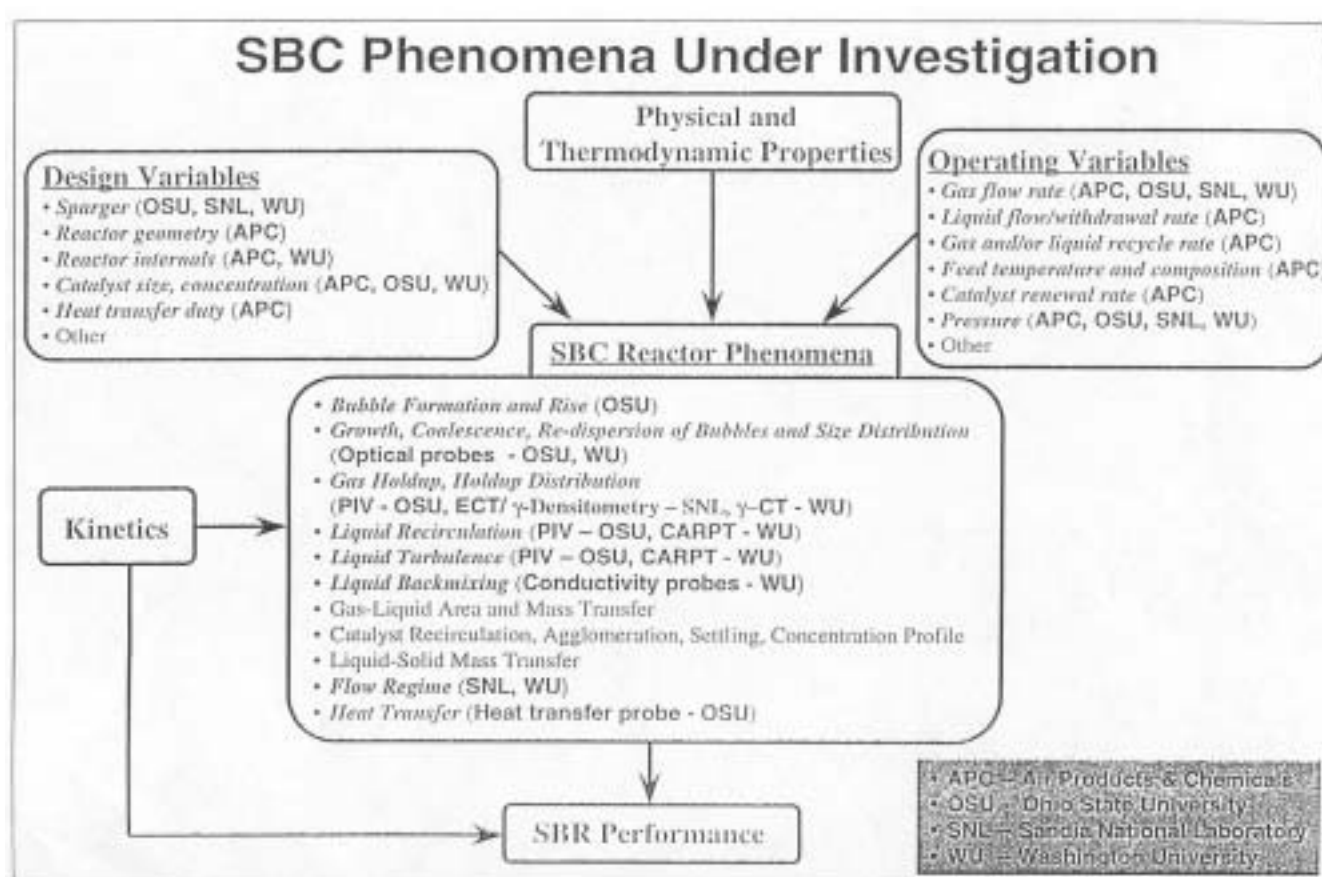 SBC Phenomena Under Investigation
Physical and
Thermodynamic Properties
Design Variables
• Sparger (OSU, SNL, WU)
• Reactor geometry (APC)
• Reactor internals (APC, WU)
• Catalyst size, concentration (APC, OSU, WU)
• Heat transfer duty (APC)
• Other
Operating Variables
• Gas flow rate (APC, OSU, SNL, WU)
• Liquid flow/withdrawal rate (APC)
• Gas and/or liquid recycle rate (APC)
• Feed temperature and composition (APC)
• Catalyst renewal rate (APC)
• Pressure (APC, OSU, SNL, WU)
• Other
SBC Reactor Phenomena
• Bubble Formation and Rise (OSU)
• Growth, Coalescence, Re-dispersion of Bubbles and Size Distribution
(Optical probes - OSU, WU)
• Gas Holdup, Holdup Distribution
(PIV - OSU, ECT/ γ-Densitometry – SNL, γ–CT - WU)
• Liquid Recirculation (PIV – OSU, CARPT - WU)
• Liquid Turbulence (PIV – OSU, CARPT - WU)
• Liquid Backmixing (Conductivity probes - WU)
• Gas-Liquid Area and Mass Transfer
• Catalyst Recirculation, Agglomeration, Settling, Concentration Profile
• Liquid-Solid Mass Transfer
• Flow Regime (SNL, WU)
• Heat Transfer (Heat transfer probe - OSU)
Kinetics
SBR Performance
• APC – Air Products & Chemicals
• OSU - Ohio State University
• SNL – Sandia National Laboratory
• WU – Washington University